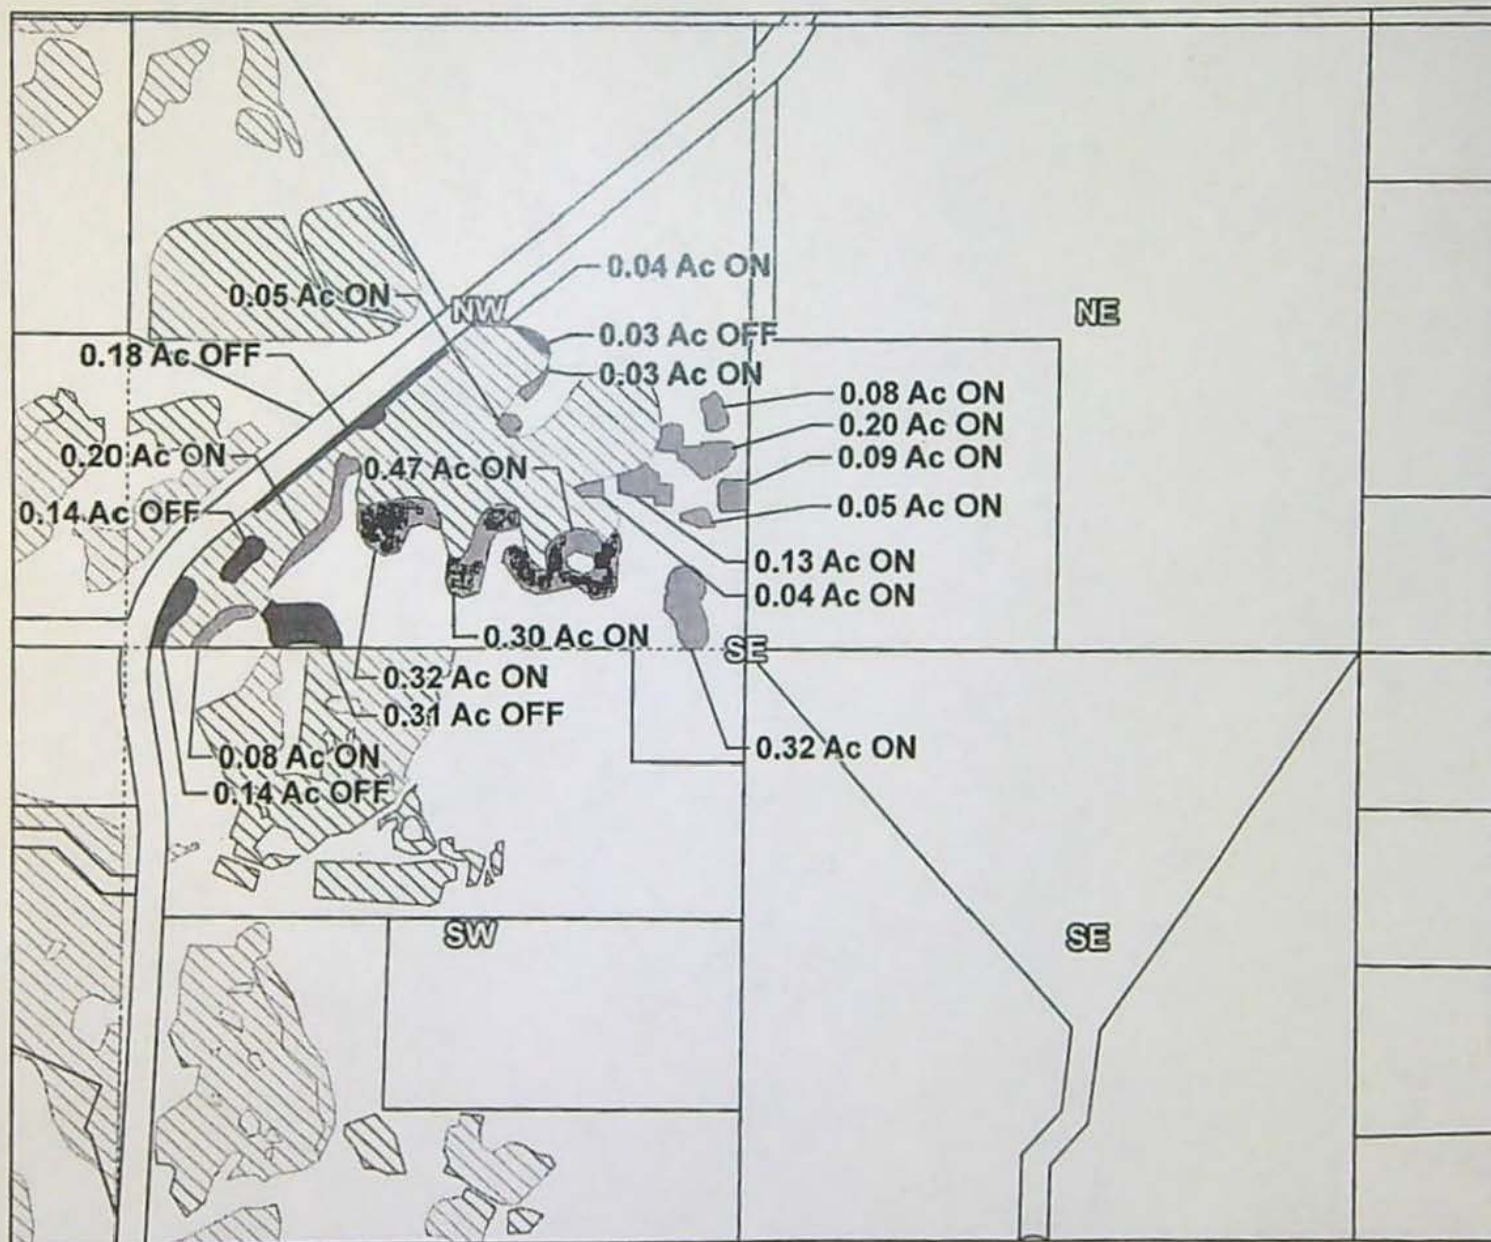 0.04 Ac ON
0.05 Ac ON
NW
NE
0.03 Ac OFF
0.18 Ac OFF
0.03 Ac ON
0.08 Ac ON
0.20 Ac ON
0.20 Ac ON
0.09 Ac ON
0.47 Ac ON
0.14 Ac OFF
0.05 Ac ON
0.13 Ac ON
0.04 Ac ON
0.30 Ac ON
SE
0.32 Ac ON
0.31 Ac OFF
0.08 Ac ON
0.32 Ac ON
0.14 Ac OFF
SW
SE